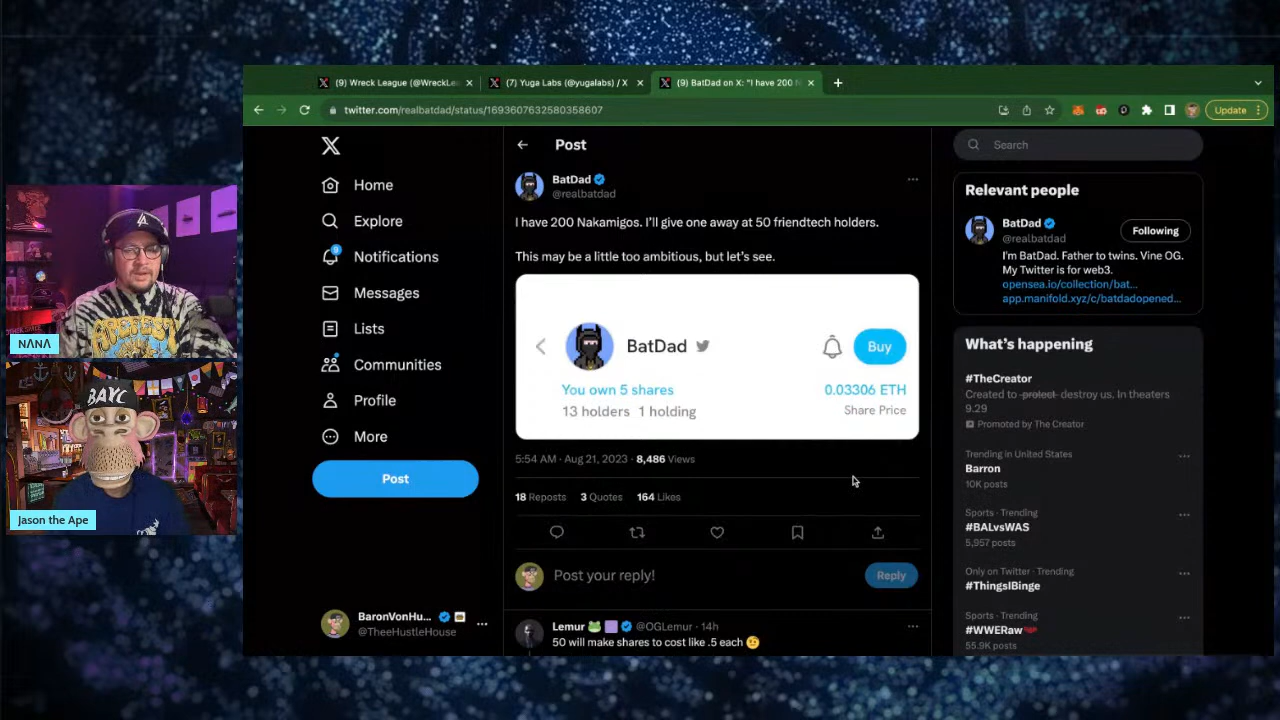 (9) Wreck League (@WreckLe
(7) Yuga Labs (@yugalabs) / X
(9) BatDad on X: "I have 200 N
twitter.com/realbatdad/status/1693607632580358607
Update
Home
Explore
9
Notifications
Messages
Lists
Communities
Profile
More
Post
BaronVonHu...
@TheeHustleHouse
Post
BatDad
@realbatdad
I have 200 Nakamigos. I'll give one away at 50 friendtech holders.
This may be a little too ambitious, but let's see.
BatDad
Buy
You own 5 shares
0.03306 ETH
13 holders 1 holding
Share Price
5:54 AM · Aug 21, 2023 · 8,486 Views
18 Reposts 3 Quotes 164 Likes
Post your reply!
Reply
Lemur @OGLemur · 14h
50 will make shares to cost like .5 each
Search
Relevant people
BatDad
@realbatdad
Following
I'm BatDad. Father to twins. Vine OG.
My Twitter is for web3.
opensea.io/collection/bat...
app.manifold.xyz/c/batdadopened...
What's happening
#TheCreator
Created to protect destroy us. In theaters
9.29
Promoted by The Creator
Trending in United States
Barron
10K posts
Sports · Trending
#BALvsWAS
5,957 posts
Only on Twitter · Trending
#ThingsIBinge
Sports · Trending
#WWERaw
55.9K posts
NΛNΛ
BAYC
Jason the Ape